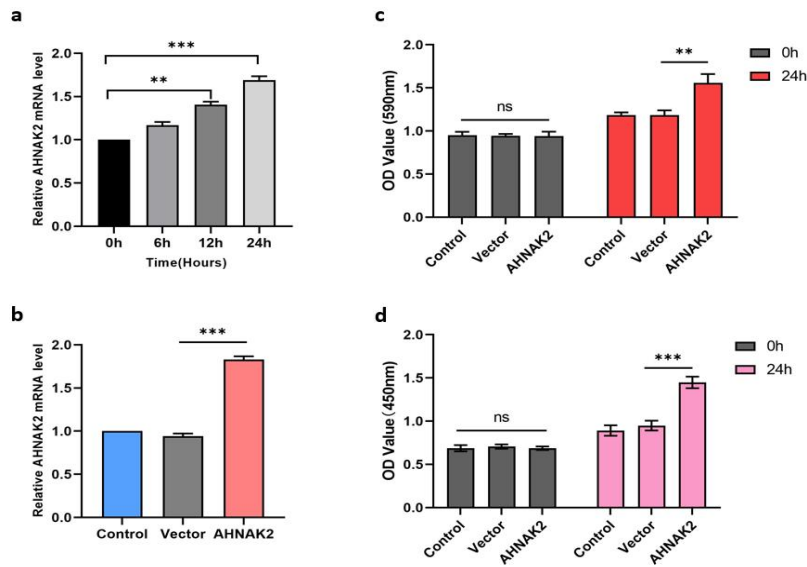 a
Relative AHNAK2 mRNA level
2.0
1.5
1.0
0.5
0.0
***
**
0h 6h 12h 24h
Time(Hours)
b
Relative AHNAK2 mRNA level
2.0
1.5
1.0
0.5
0.0
***
Control Vector AHNAK2
c
OD Value (590nm)
2.0
1.5
1.0
0.5
0.0
ns
**
0h
24h
Control Vector AHNAK2 Control Vector AHNAK2
d
OD Value (450nm)
2.0
1.5
1.0
0.5
0.0
ns
***
0h
24h
Control Vector AHNAK2 Control Vector AHNAK2